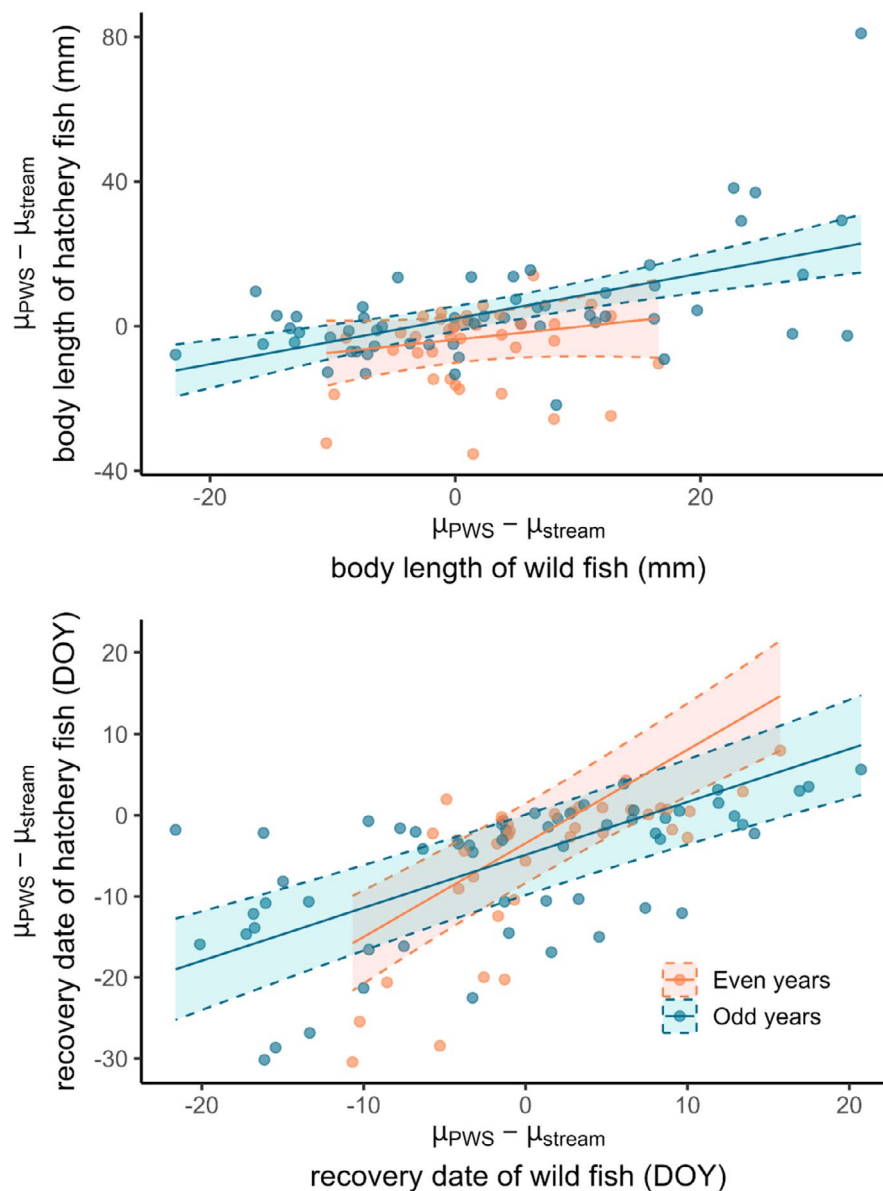 μPWS − μstream
body length of hatchery fish (mm)
80
40
0
-40
-20
0
20
μPWS − μstream
body length of wild fish (mm)
μPWS − μstream
recovery date of hatchery fish (DOY)
20
10
0
-10
-20
-30
Even years
Odd years
-20
-10
0
10
20
μPWS − μstream
recovery date of wild fish (DOY)